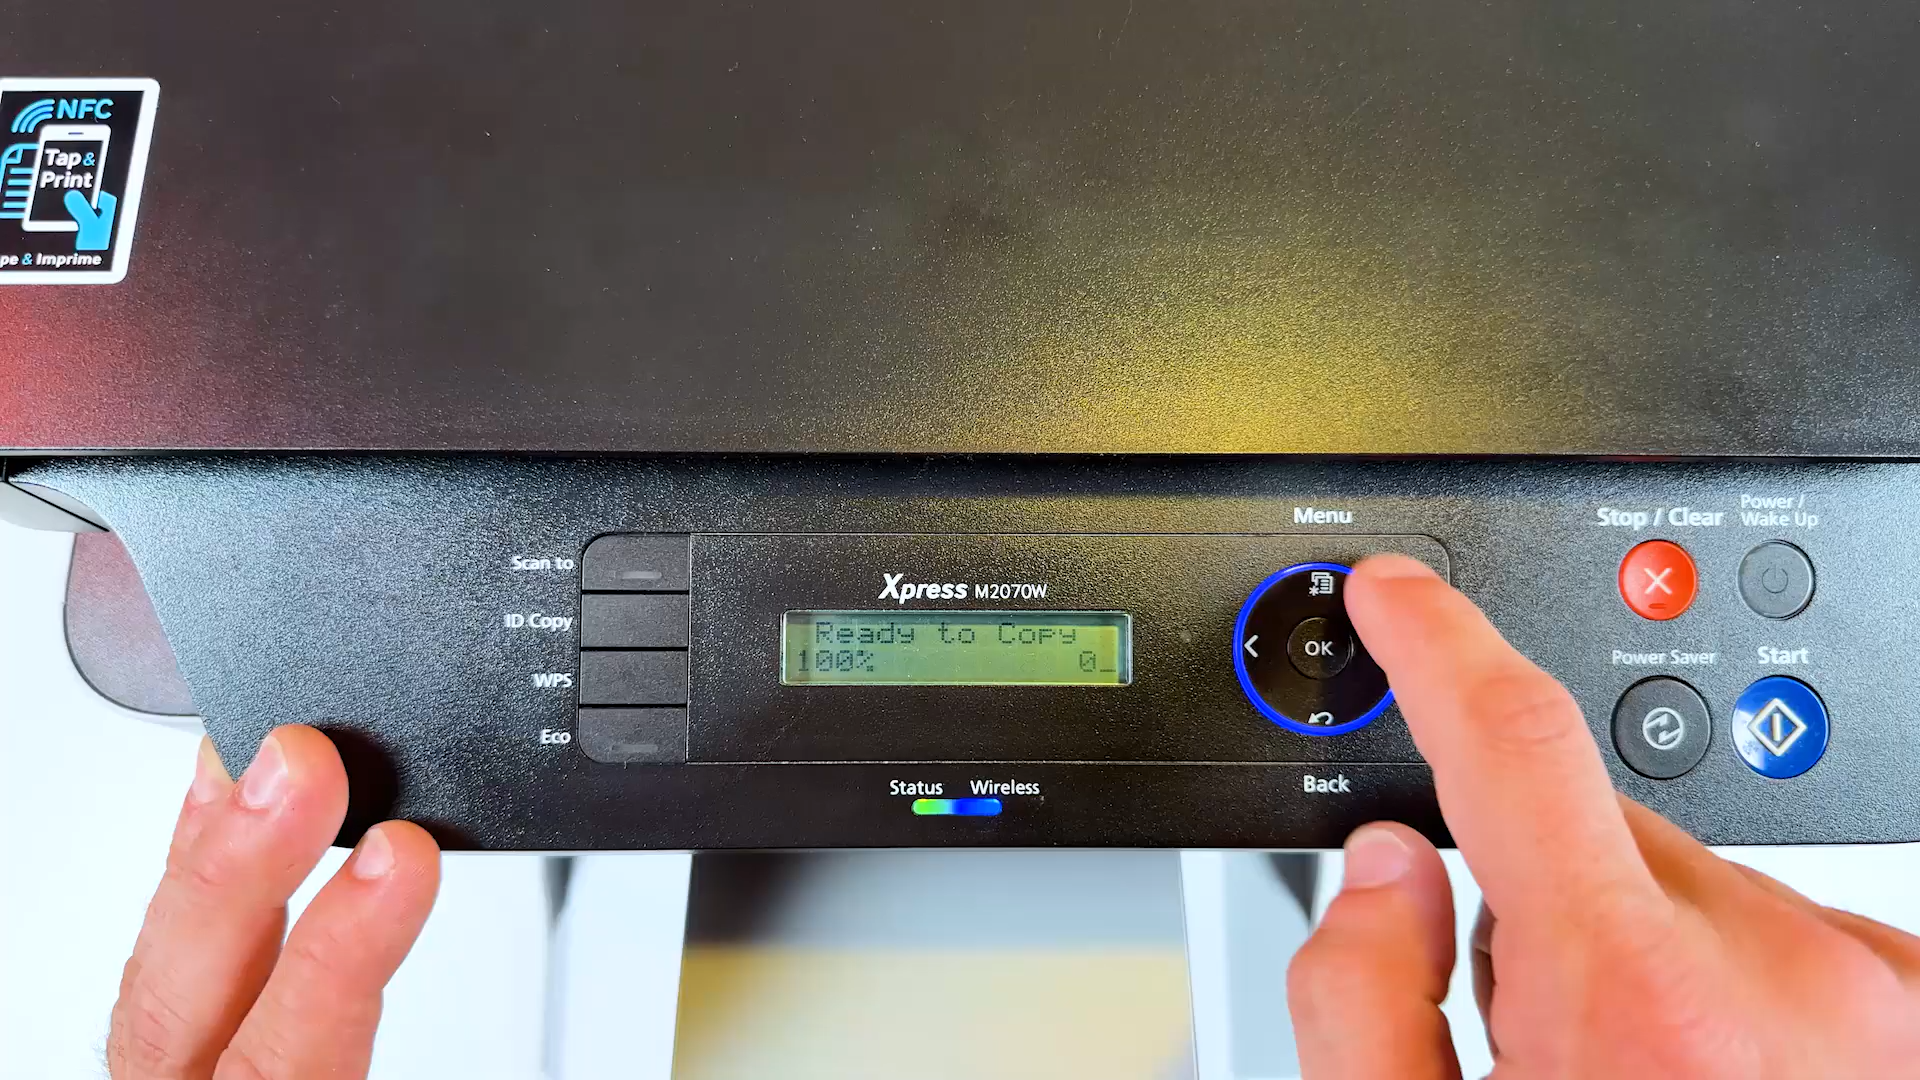 NFC
Tap &
Print
pe & Imprime
Menu
Stop / Clear
Power /
Wake Up
Scan to
ID Copy
WPS
Eco
Xpress M2070W
Ready to Copy
100% 0_
OK
Power Saver
Start
Status Wireless
Back